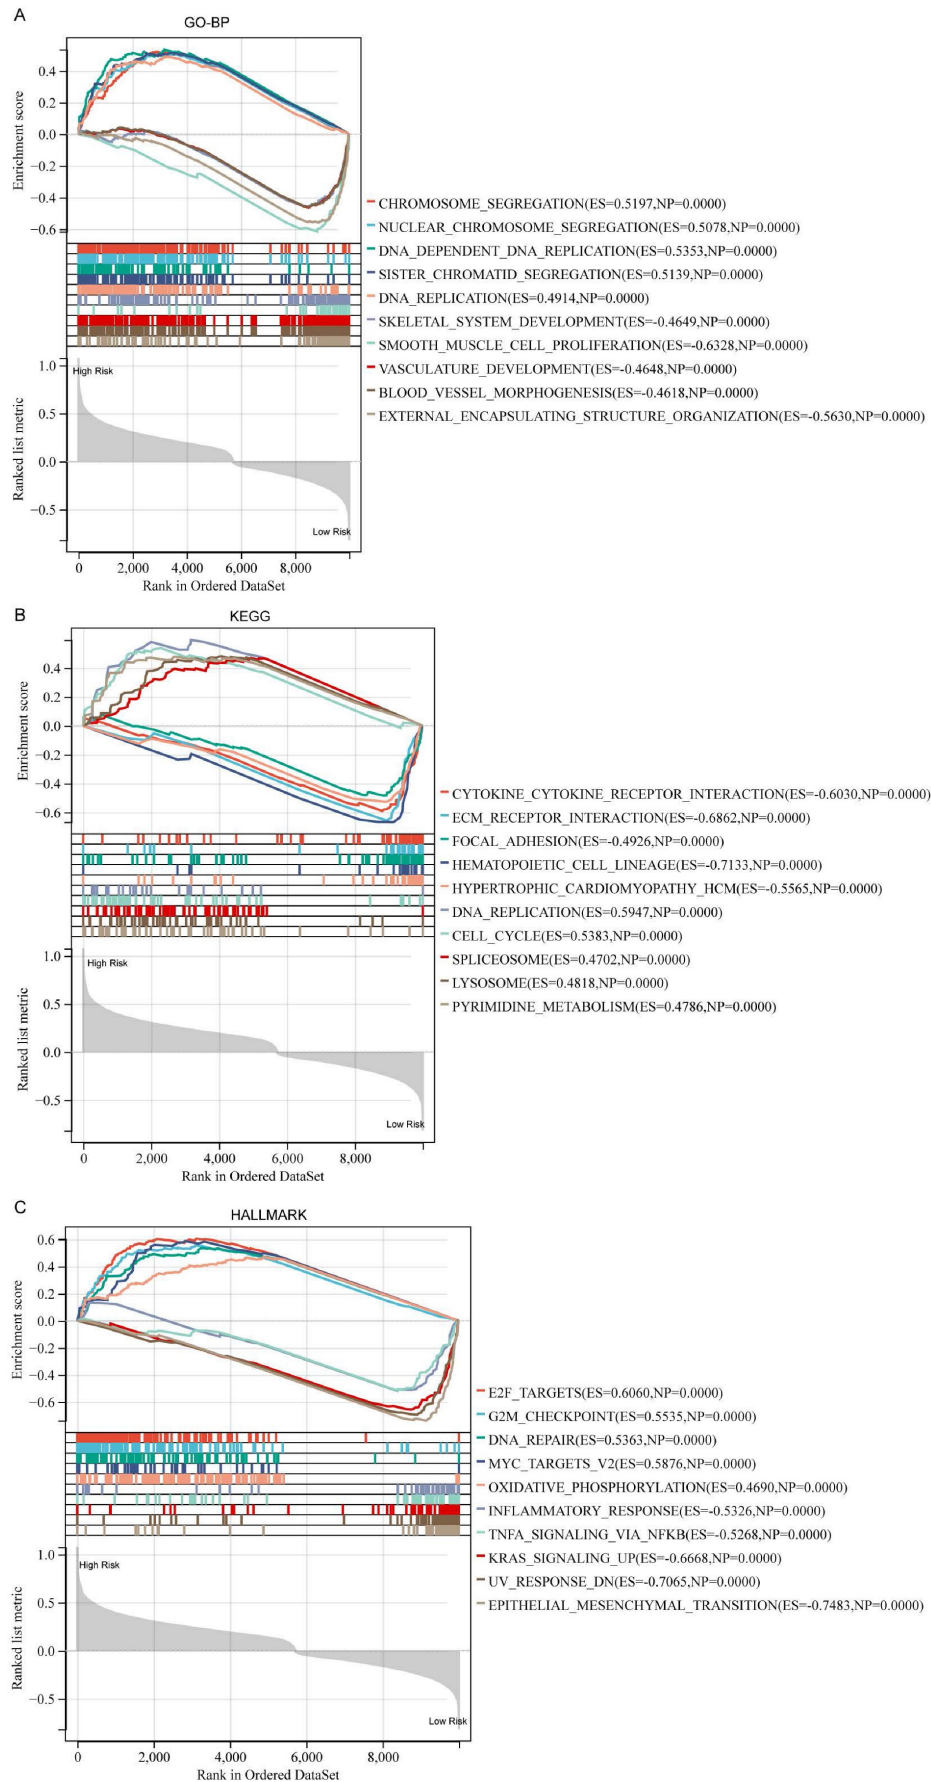 A
GO-BP
Enrichment score
0.4
0.2
0.0
−0.2
−0.4
−0.6
CHROMOSOME_SEGREGATION(ES=0.5197,NP=0.0000)
NUCLEAR_CHROMOSOME_SEGREGATION(ES=0.5078,NP=0.0000)
DNA_DEPENDENT_DNA_REPLICATION(ES=0.5353,NP=0.0000)
SISTER_CHROMATID_SEGREGATION(ES=0.5139,NP=0.0000)
DNA_REPLICATION(ES=0.4914,NP=0.0000)
SKELETAL_SYSTEM_DEVELOPMENT(ES=-0.4649,NP=0.0000)
SMOOTH_MUSCLE_CELL_PROLIFERATION(ES=-0.6328,NP=0.0000)
VASCULATURE_DEVELOPMENT(ES=-0.4648,NP=0.0000)
BLOOD_VESSEL_MORPHOGENESIS(ES=-0.4618,NP=0.0000)
EXTERNAL_ENCAPSULATING_STRUCTURE_ORGANIZATION(ES=-0.5630,NP=0.0000)
Ranked list metric
1.0
0.5
0.0
−0.5
High Risk
Low Risk
0 2,000 4,000 6,000 8,000
Rank in Ordered DataSet
B
KEGG
Enrichment score
0.4
0.2
0.0
−0.2
−0.4
−0.6
CYTOKINE_CYTOKINE_RECEPTOR_INTERACTION(ES=-0.6030,NP=0.0000)
ECM_RECEPTOR_INTERACTION(ES=-0.6862,NP=0.0000)
FOCAL_ADHESION(ES=-0.4926,NP=0.0000)
HEMATOPOIETIC_CELL_LINEAGE(ES=-0.7133,NP=0.0000)
HYPERTROPHIC_CARDIOMYOPATHY_HCM(ES=-0.5565,NP=0.0000)
DNA_REPLICATION(ES=0.5947,NP=0.0000)
CELL_CYCLE(ES=0.5383,NP=0.0000)
SPLICEOSOME(ES=0.4702,NP=0.0000)
LYSOSOME(ES=0.4818,NP=0.0000)
PYRIMIDINE_METABOLISM(ES=0.4786,NP=0.0000)
Ranked list metric
1.0
0.5
0.0
−0.5
High Risk
Low Risk
0 2,000 4,000 6,000 8,000
Rank in Ordered DataSet
C
HALLMARK
Enrichment score
0.6
0.4
0.2
0.0
−0.2
−0.4
−0.6
E2F_TARGETS(ES=0.6060,NP=0.0000)
G2M_CHECKPOINT(ES=0.5535,NP=0.0000)
DNA_REPAIR(ES=0.5363,NP=0.0000)
MYC_TARGETS_V2(ES=0.5876,NP=0.0000)
OXIDATIVE_PHOSPHORYLATION(ES=0.4690,NP=0.0000)
INFLAMMATORY_RESPONSE(ES=-0.5326,NP=0.0000)
TNFA_SIGNALING_VIA_NFKB(ES=-0.5268,NP=0.0000)
KRAS_SIGNALING_UP(ES=-0.6668,NP=0.0000)
UV_RESPONSE_DN(ES=-0.7065,NP=0.0000)
EPITHELIAL_MESENCHYMAL_TRANSITION(ES=-0.7483,NP=0.0000)
Ranked list metric
1.0
0.5
0.0
−0.5
High Risk
Low Risk
0 2,000 4,000 6,000 8,000
Rank in Ordered DataSet